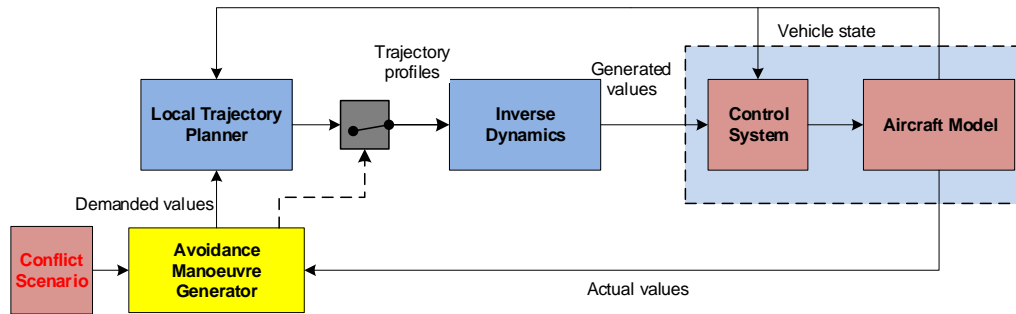 Vehicle state
Trajectory
profiles
Generated
values
Local Trajectory
Planner
Inverse
Dynamics
Control
System
Aircraft Model
Demanded values
Conflict
Scenario
Avoidance
Manoeuvre
Generator
Actual values